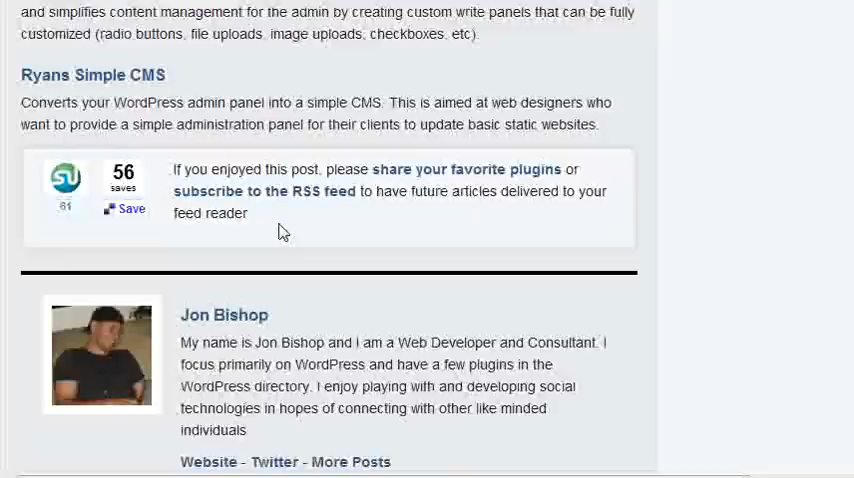 and simplifies content management for the admin by creating custom write panels that can be fully
customized (radio buttons, file uploads, image uploads, checkboxes, etc).
Ryans Simple CMS
Converts your WordPress admin panel into a simple CMS. This is aimed at web designers who
want to provide a simple administration panel for their clients to update basic static websites.
61
56
saves
Save
If you enjoyed this post, please share your favorite plugins or
subscribe to the RSS feed to have future articles delivered to your
feed reader
Jon Bishop
My name is Jon Bishop and I am a Web Developer and Consultant. I
focus primarily on WordPress and have a few plugins in the
WordPress directory. I enjoy playing with and developing social
technologies in hopes of connecting with other like minded
individuals
Website - Twitter - More Posts